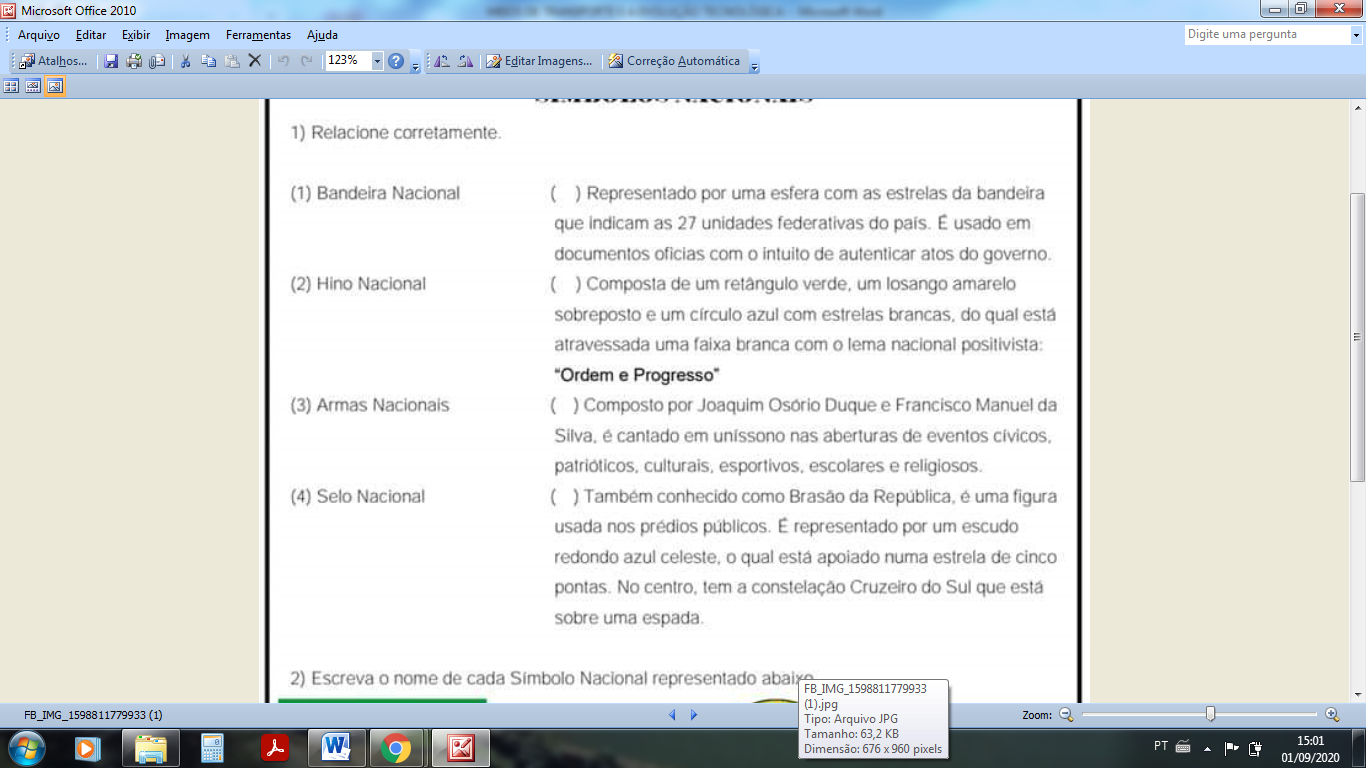 Microsoft Office 2010
Arquivo Editar Exibir Imagem Ferramentas Ajuda
Digite uma pergunta
Atalhos... 123% Editar Imagens... Correção Automática
SÍMBOLOS NACIONAIS
1) Relacione corretamente.
(1) Bandeira Nacional ( ) Representado por uma esfera com as estrelas da bandeira
que indicam as 27 unidades federativas do país. É usado em
documentos oficias com o intuito de autenticar atos do governo.
(2) Hino Nacional ( ) Composta de um retângulo verde, um losango amarelo
sobreposto e um círculo azul com estrelas brancas, do qual está
atravessada uma faixa branca com o lema nacional positivista:
“Ordem e Progresso”
(3) Armas Nacionais ( ) Composto por Joaquim Osório Duque e Francisco Manuel da
Silva, é cantado em uníssono nas aberturas de eventos cívicos,
patrióticos, culturais, esportivos, escolares e religiosos.
(4) Selo Nacional ( ) Também conhecido como Brasão da República, é uma figura
usada nos prédios públicos. É representado por um escudo
redondo azul celeste, o qual está apoiado numa estrela de cinco
pontas. No centro, tem a constelação Cruzeiro do Sul que está
sobre uma espada.
2) Escreva o nome de cada Símbolo Nacional representado abaixo
FB_IMG_1598811779933
(1).jpg
Tipo: Arquivo JPG
Tamanho: 63,2 KB
Dimensão: 676 x 960 pixels
FB_IMG_1598811779933 (1)
Zoom:
PT
15:01
01/09/2020